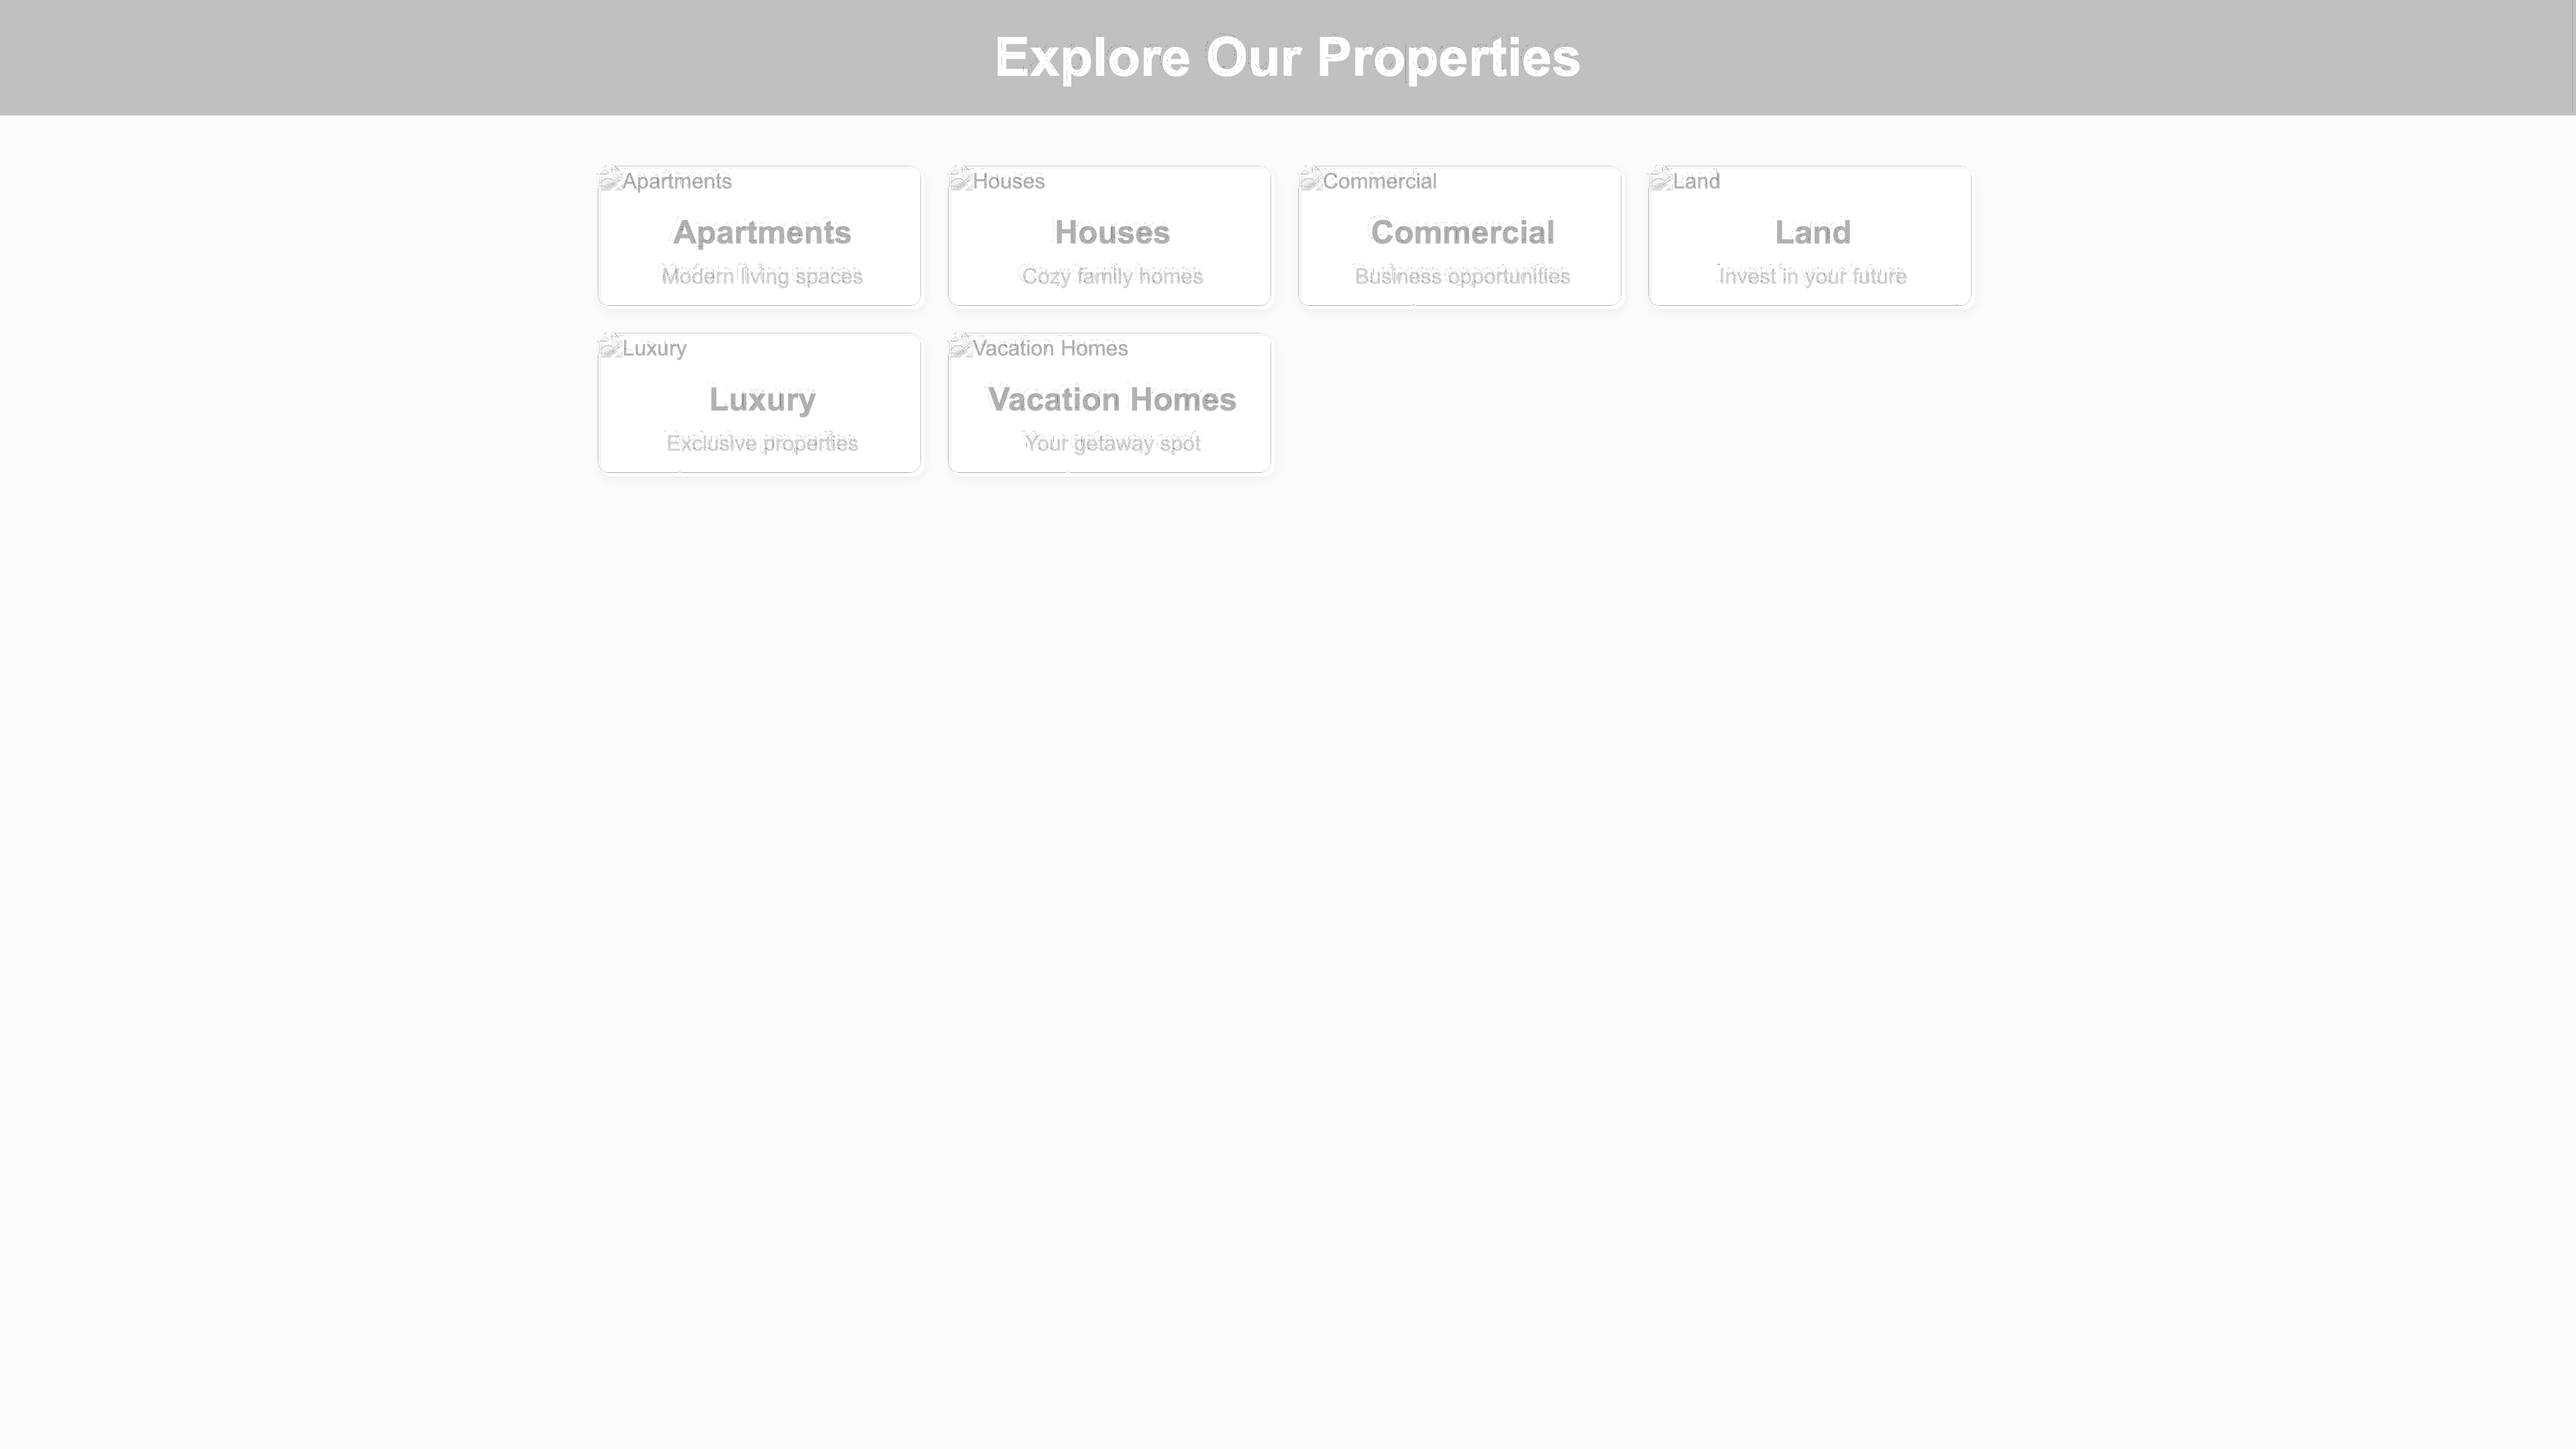 Explore Our Properties
Apartments
Apartments
Modern living spaces
Houses
Houses
Cozy family homes
Commercial
Commercial
Business opportunities
Land
Land
Invest in your future
Luxury
Luxury
Exclusive properties
Vacation Homes
Vacation Homes
Your getaway spot